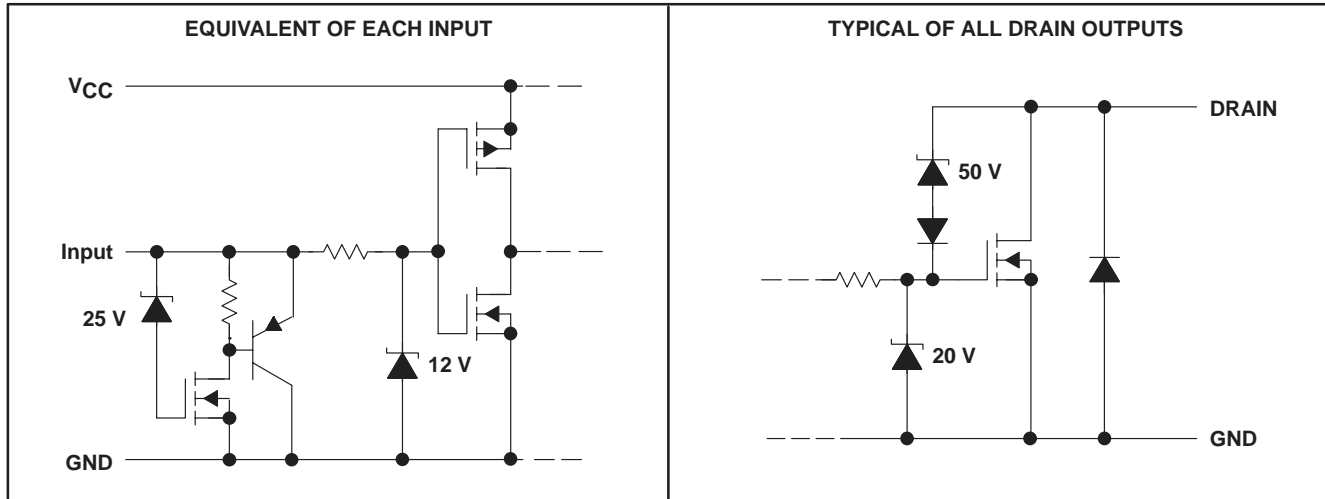 EQUIVALENT OF EACH INPUT
VCC
Input
25 V
12 V
GND
TYPICAL OF ALL DRAIN OUTPUTS
DRAIN
50 V
20 V
GND